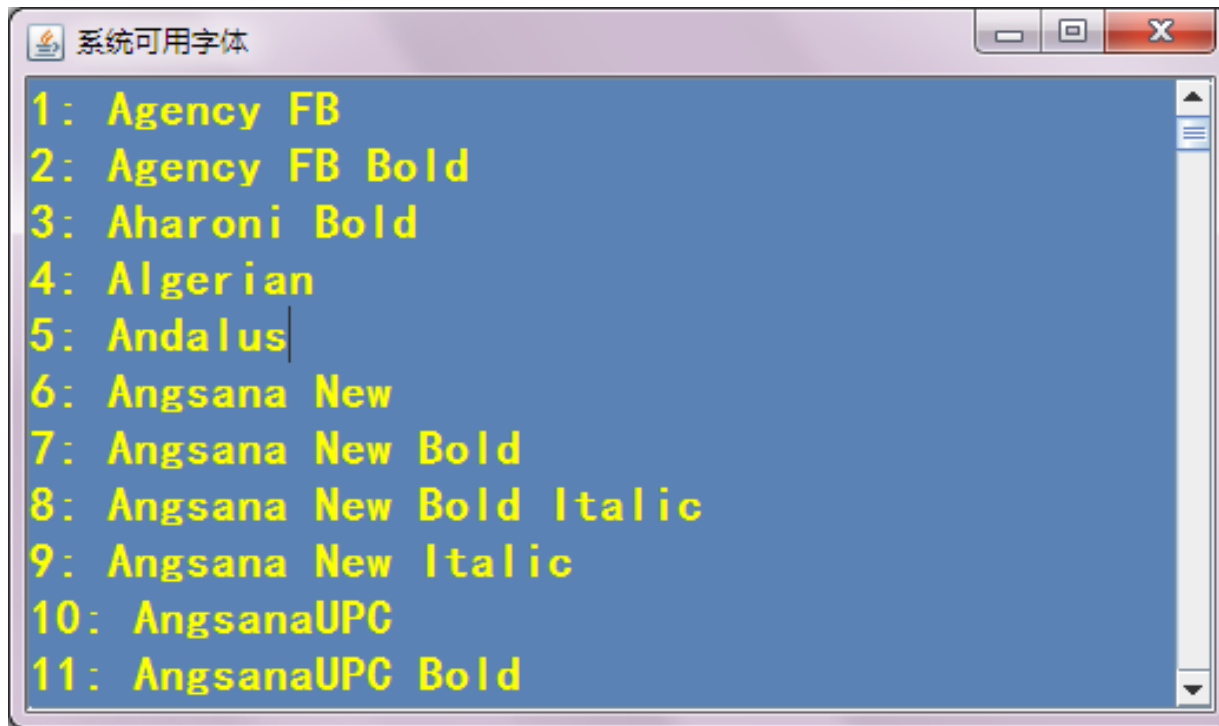 系统可用字体
1: Agency FB
2: Agency FB Bold
3: Aharoni Bold
4: Algerian
5: Andalus
6: Angsana New
7: Angsana New Bold
8: Angsana New Bold Italic
9: Angsana New Italic
10: AngsanaUPC
11: AngsanaUPC Bold